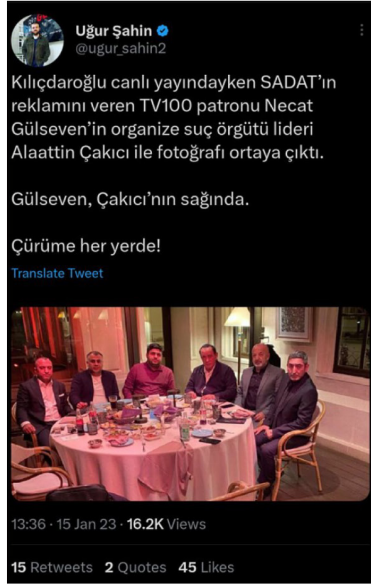 Uğur Şahin
@ugur_sahin2
Kılıçdaroğlu canlı yayındayken SADAT’ın
reklamını veren TV100 patronu Necat
Gülseven’in organize suç örgütü lideri
Alaattin Çakıcı ile fotoğrafı ortaya çıktı.
Gülseven, Çakıcı’nın sağında.
Çürüme her yerde!
Translate Tweet
13:36 · 15 Jan 23 · 16.2K Views
15 Retweets 2 Quotes 45 Likes